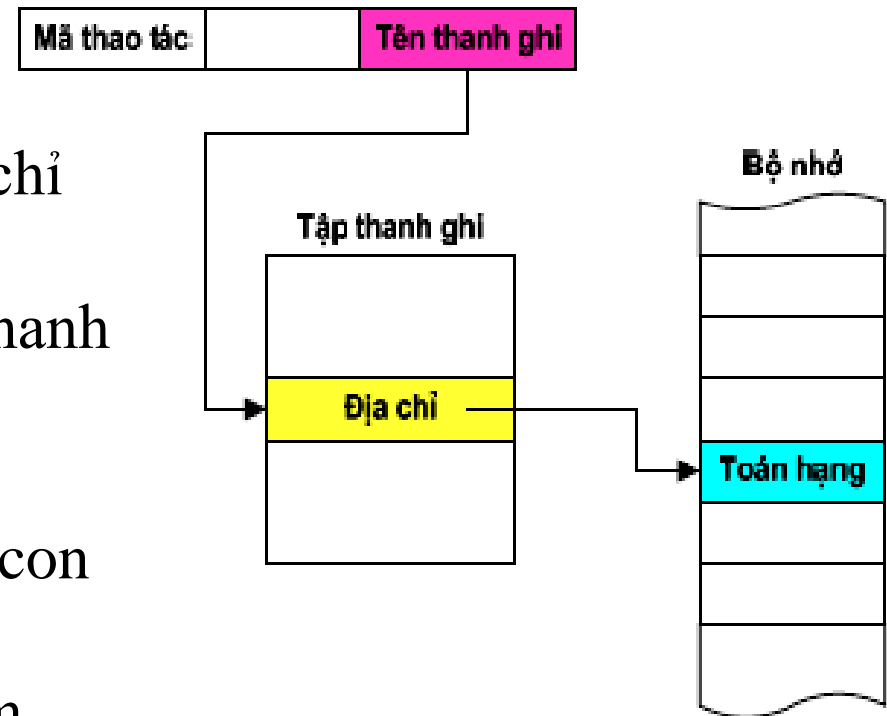 Mã thao tác
Tên thanh ghi
chỉ
Bộ nhớ
Tập thanh ghi
hanh
Địa chỉ
Toán hạng
con